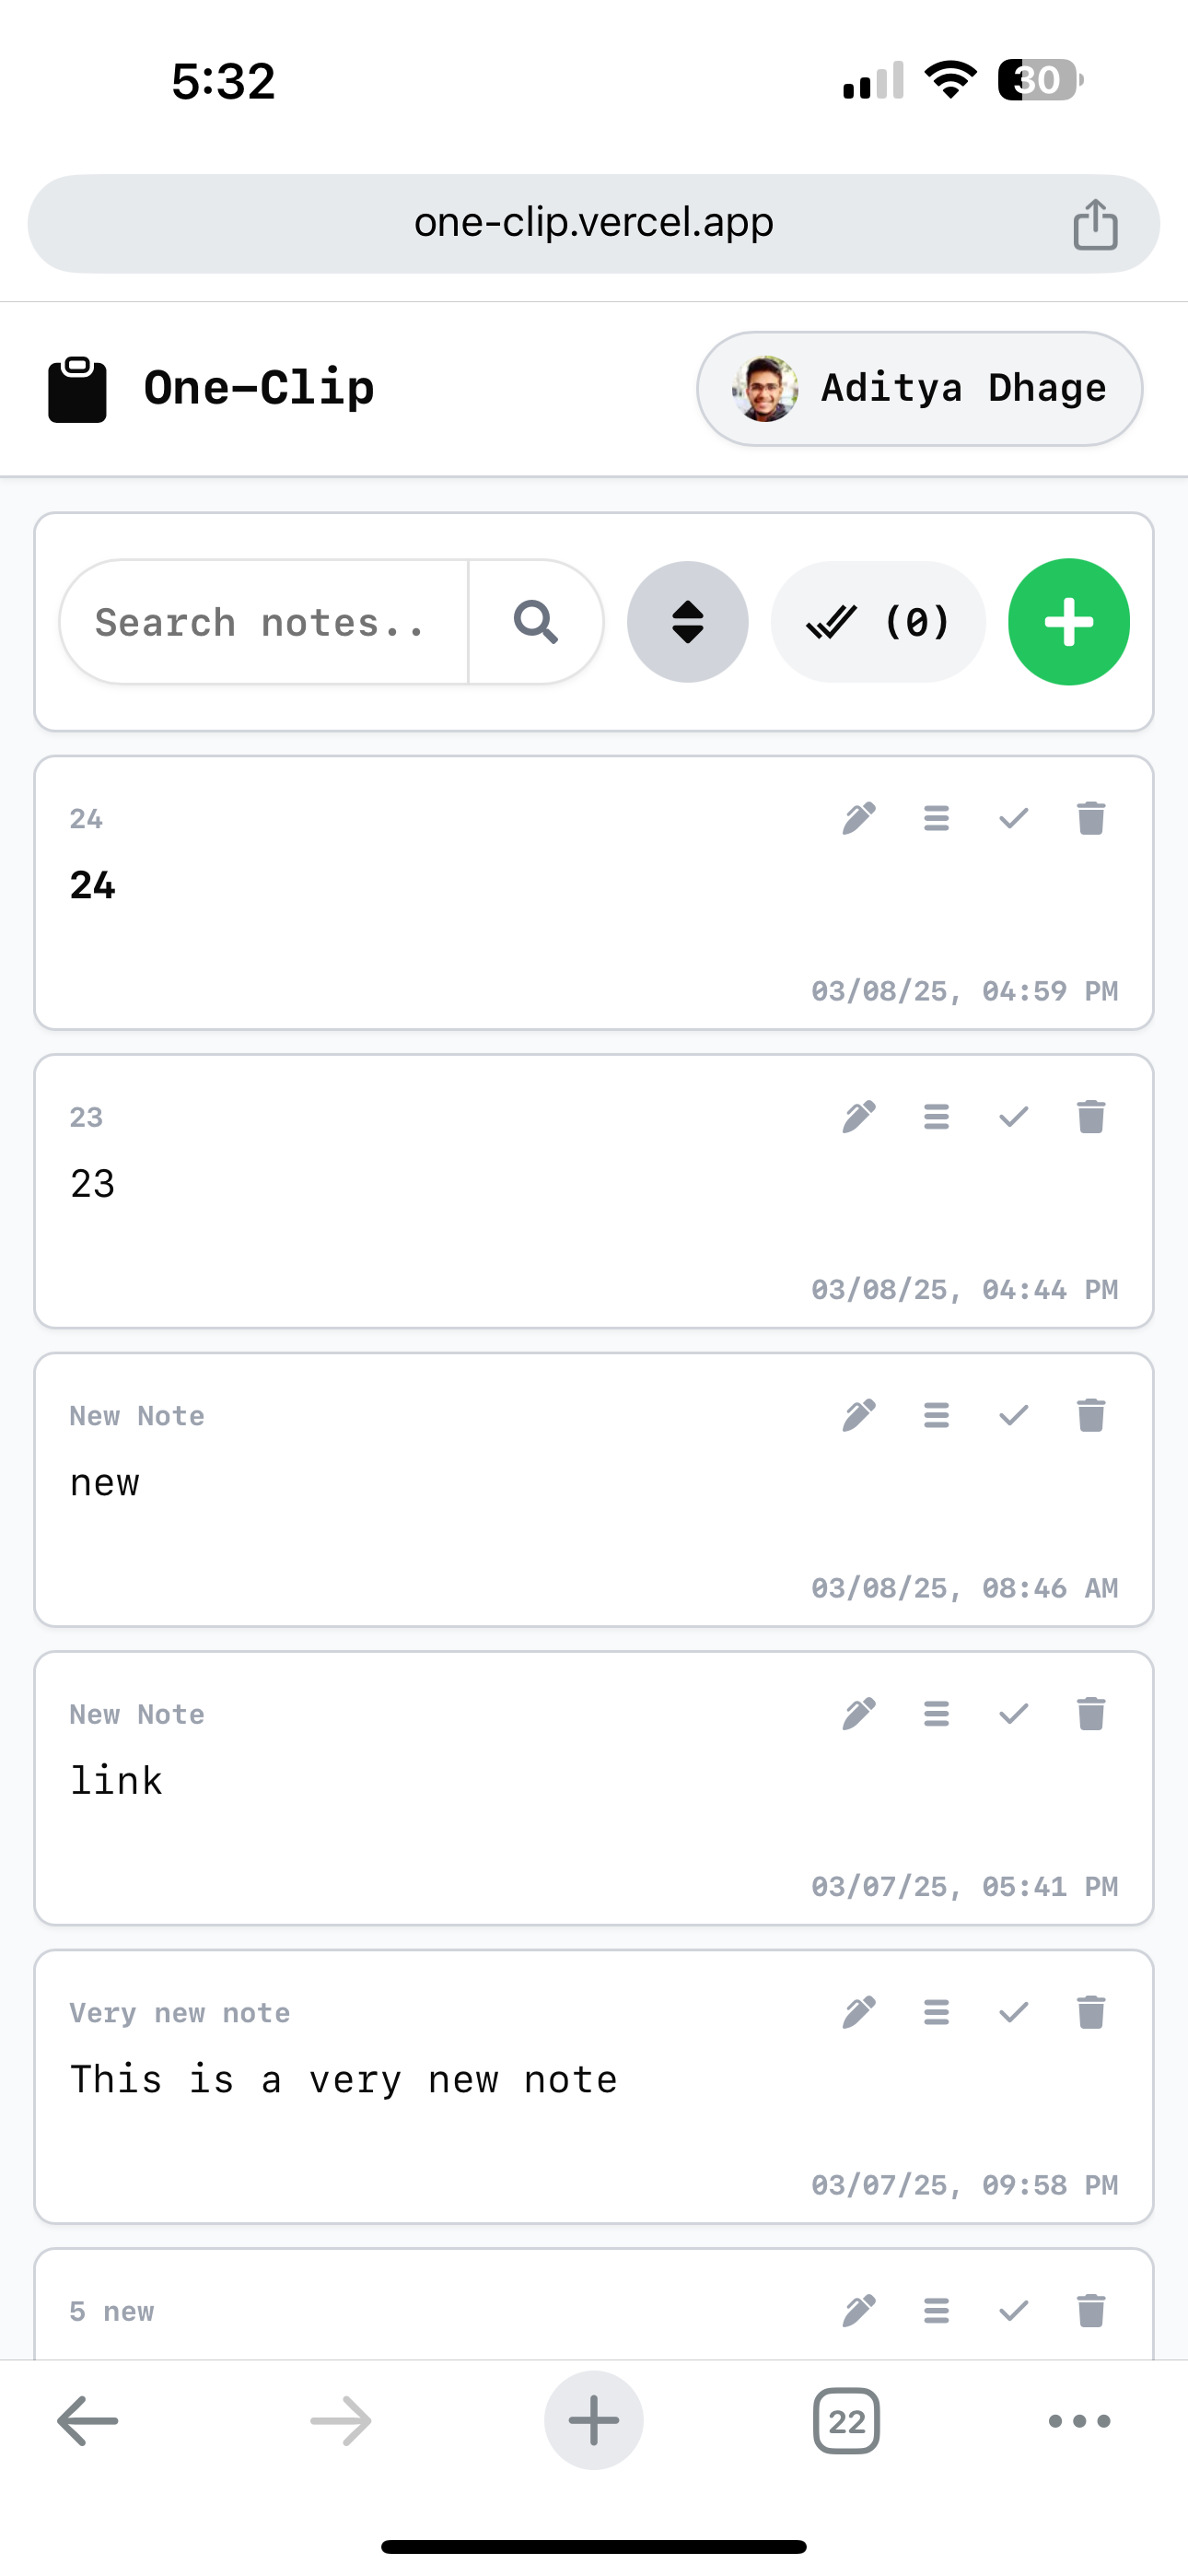 5:32
30
one-clip.vercel.app
One-Clip
Aditya Dhage
Search notes..
(0)
24
24
03/08/25, 04:59 PM
23
23
03/08/25, 04:44 PM
New Note
new
03/08/25, 08:46 AM
New Note
link
03/07/25, 05:41 PM
Very new note
This is a very new note
03/07/25, 09:58 PM
5 new
22